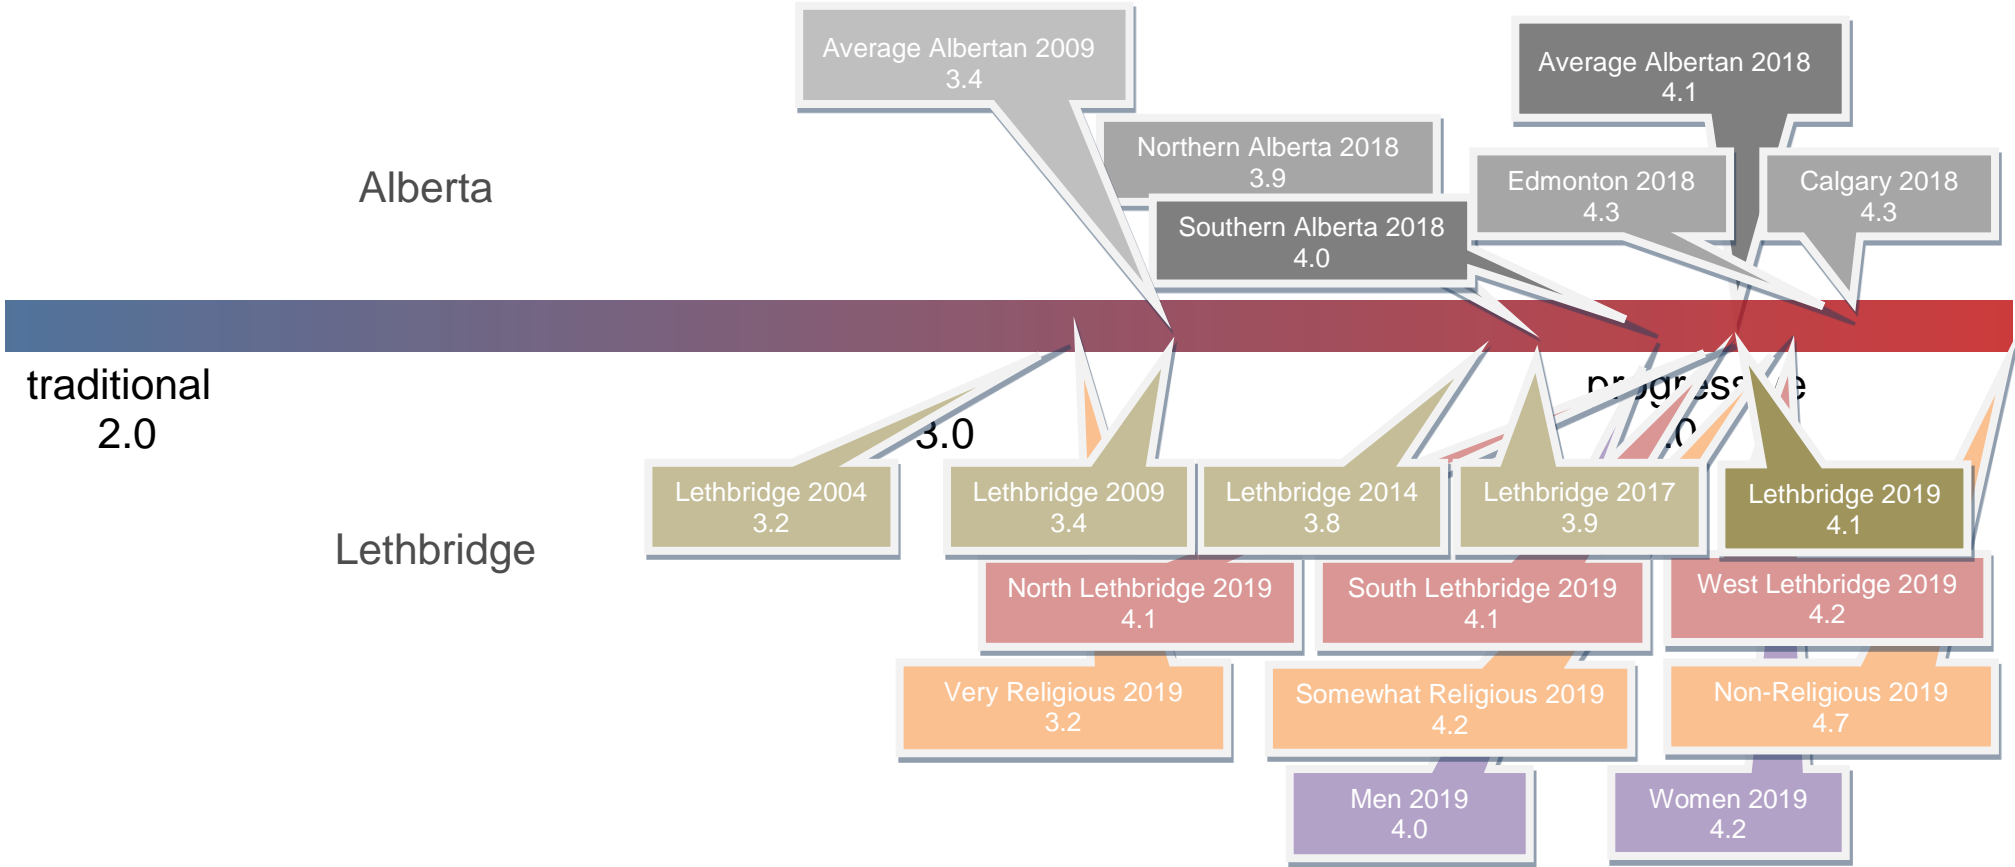 Average Albertan 2009
3.4
Average Albertan 2018
4.1
Northern Alberta 2018
3.9
Edmonton 2018
4.3
Calgary 2018
4.3
Alberta
Southern Alberta 2018
4.0
traditional
2.0
3.0
progressive
.0
Lethbridge 2004
3.2
Lethbridge 2009
3.4
Lethbridge 2014
3.8
Lethbridge 2017
3.9
Lethbridge 2019
4.1
Lethbridge
North Lethbridge 2019
4.1
South Lethbridge 2019
4.1
West Lethbridge 2019
4.2
Very Religious 2019
3.2
Somewhat Religious 2019
4.2
Non-Religious 2019
4.7
Men 2019
4.0
Women 2019
4.2